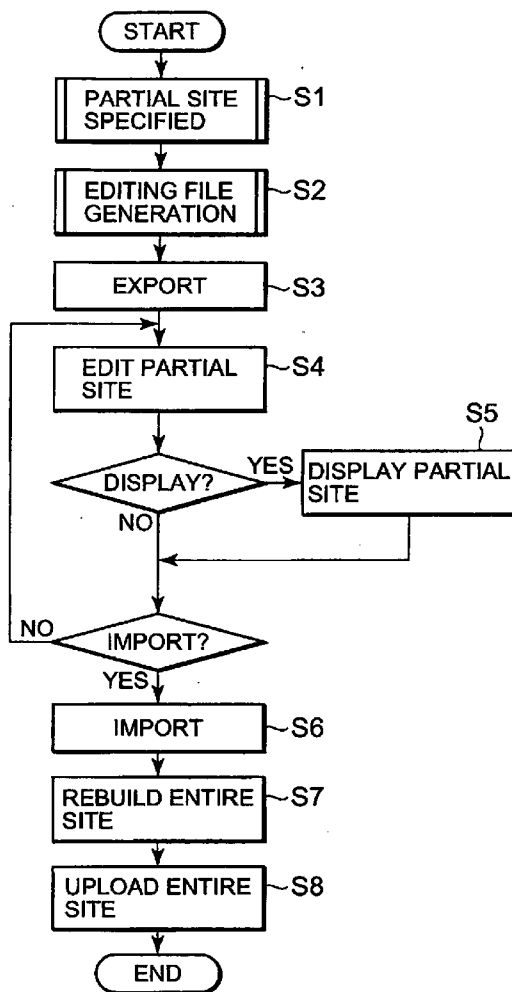 START
PARTIAL SITE
SPECIFIED
S1
EDITING FILE
GENERATION
S2
EXPORT
S3
EDIT PARTIAL
SITE
S4
DISPLAY?
YES
NO
S5
DISPLAY PARTIAL
SITE
IMPORT?
NO
YES
IMPORT
S6
REBUILD ENTIRE
SITE
S7
UPLOAD ENTIRE
SITE
S8
END